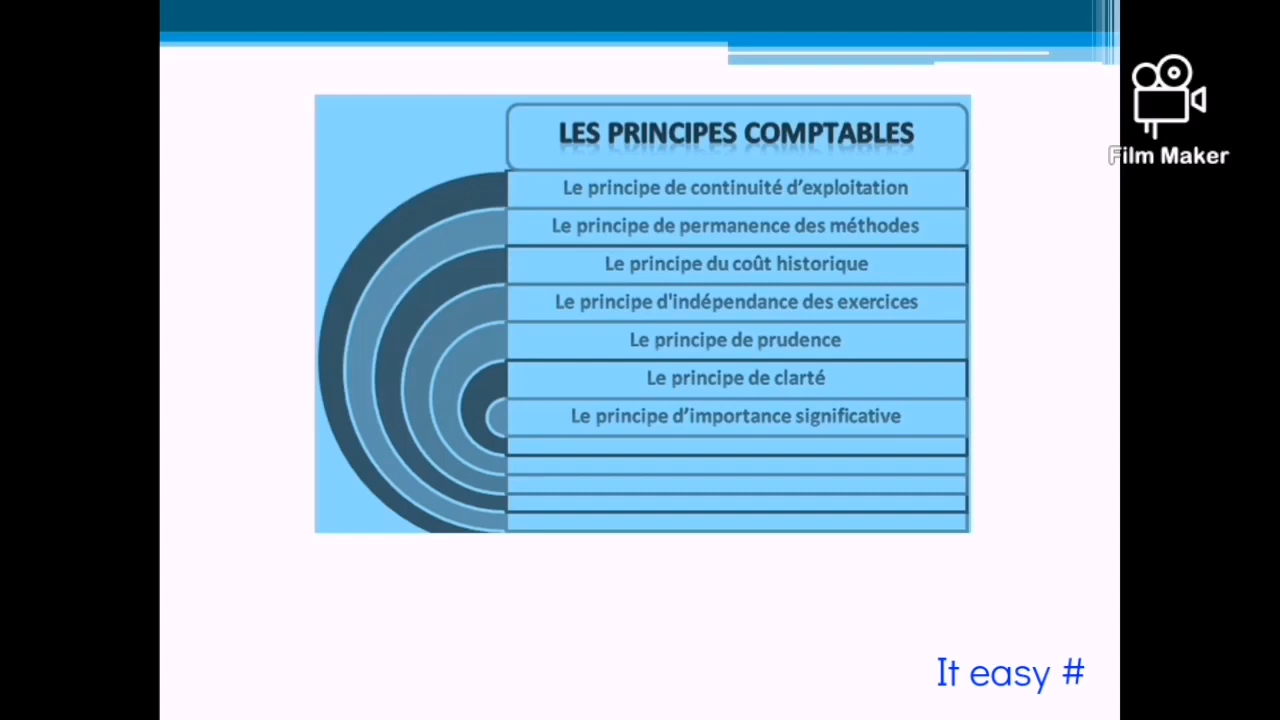 LES PRINCIPES COMPTABLES
Le principe de continuité d’exploitation
Le principe de permanence des méthodes
Le principe du coût historique
Le principe d'indépendance des exercices
Le principe de prudence
Le principe de clarté
Le principe d’importance significative
Film Maker
It easy #